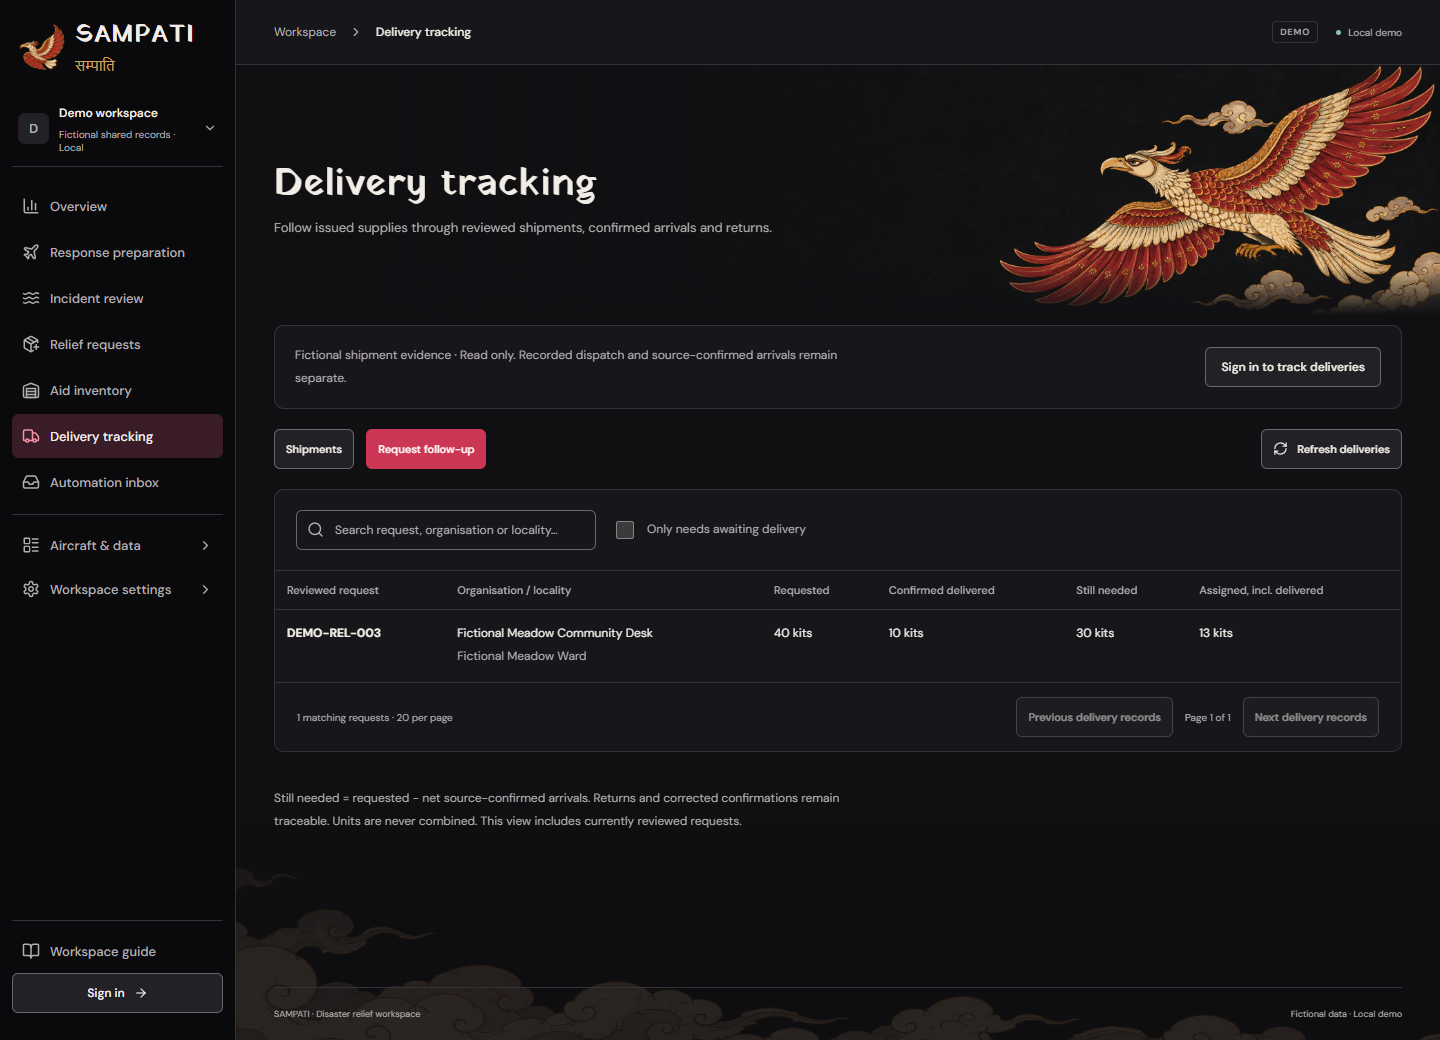 SAMPATI
सम्पाति
D
Demo workspace
Fictional shared records ·
Local
Overview
Response preparation
Incident review
Relief requests
Aid inventory
Delivery tracking
Automation inbox
Aircraft & data
Workspace settings
Workspace guide
Sign in
Workspace
Delivery tracking
DEMO
Local demo
Delivery tracking
Follow issued supplies through reviewed shipments, confirmed arrivals and returns.
Fictional shipment evidence · Read only. Recorded dispatch and source-confirmed arrivals remain
separate.
Sign in to track deliveries
Shipments
Request follow-up
Refresh deliveries
Search request, organisation or locality...
Only needs awaiting delivery
Reviewed request Organisation / locality Requested Confirmed delivered Still needed Assigned, incl. delivered
DEMO-REL-003 Fictional Meadow Community Desk 40 kits 10 kits 30 kits 13 kits
Fictional Meadow Ward
1 matching requests · 20 per page
Previous delivery records
Page 1 of 1
Next delivery records
Still needed = requested − net source-confirmed arrivals. Returns and corrected confirmations remain
traceable. Units are never combined. This view includes currently reviewed requests.
SAMPATI · Disaster relief workspace
Fictional data · Local demo